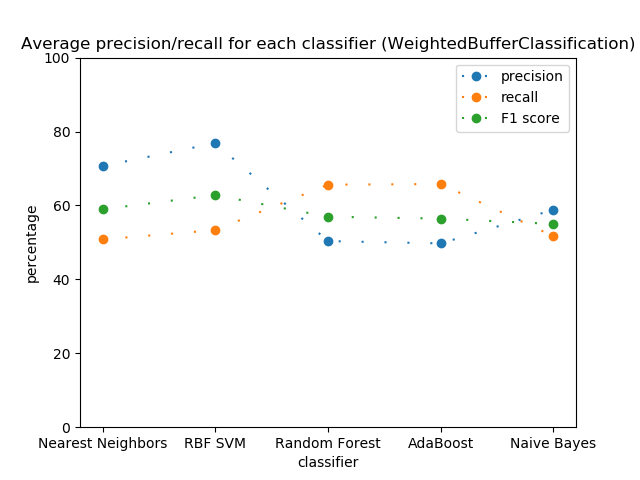 Average precision/recall for each classifier (WeightedBufferClassification)
100
80
60
40
20
0
percentage
precision
recall
F1 score
Nearest Neighbors RBF SVM Random Forest AdaBoost Naive Bayes
classifier